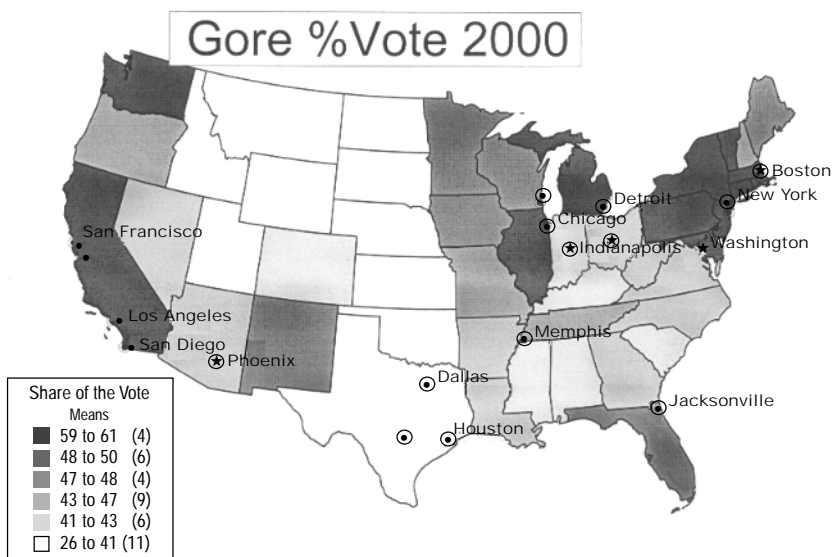 Gore %Vote 2000
Boston
New York
Detroit
Chicago
Indianapolis
Washington
San Francisco
Los Angeles
San Diego
Phoenix
Memphis
Dallas
Houston
Jacksonville
Share of the Vote
Means
59 to 61 (4)
48 to 50 (6)
47 to 48 (4)
43 to 47 (9)
41 to 43 (6)
26 to 41 (11)